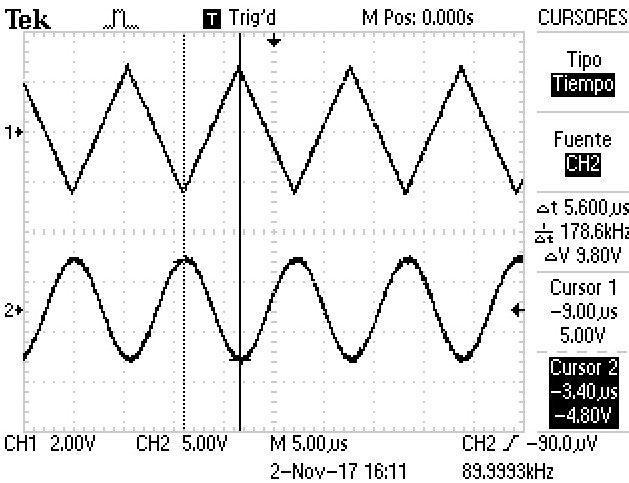 Tek T Trig'd M Pos: 0.000s CURSORES
Tipo
Tiempo
1
Fuente
CH2
△t 5.600µs
1/△t 178.6kHz
△V 9.80V
Cursor 1
-9.00µs
5.00V
2
Cursor 2
-3.40µs
-4.80V
CH1 2.00V CH2 5.00V M 5.00µs CH2 -90.0µV
2-Nov-17 16:11 89.9993kHz